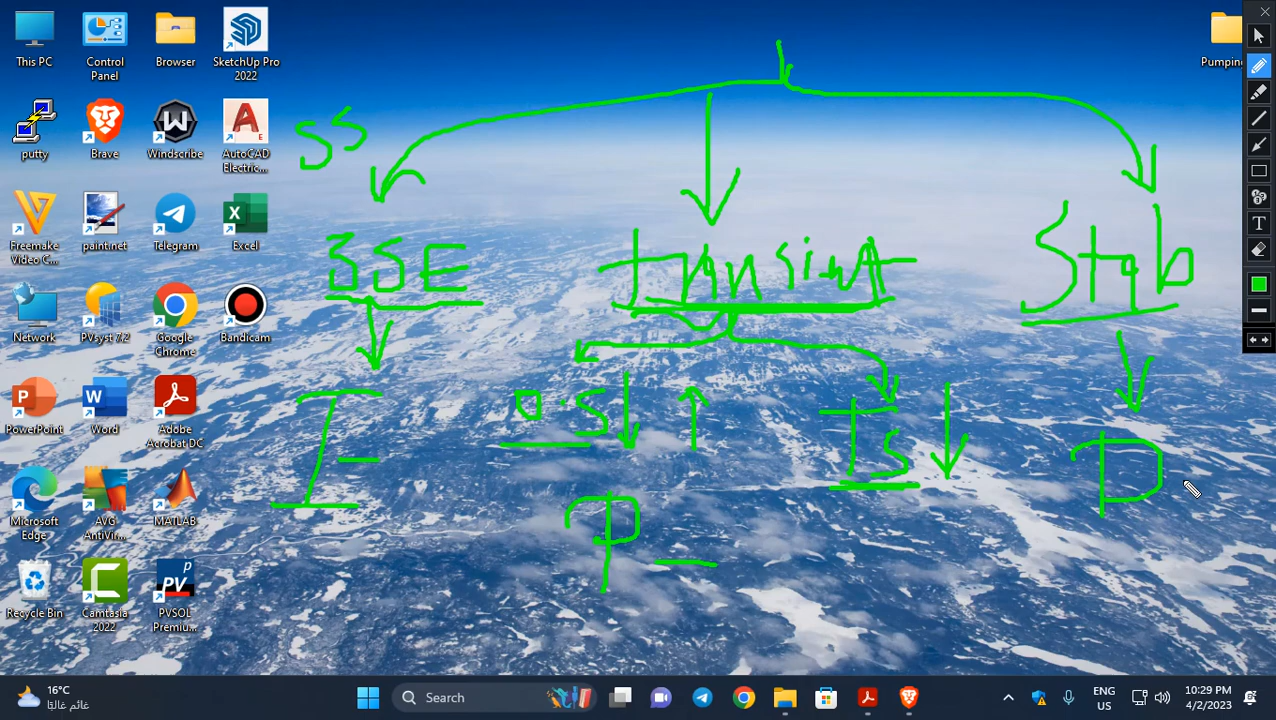 This PC
Control Panel
Browser
SketchUp Pro 2022
Pumpin
putty
Brave
Windscribe
AutoCAD Electric...
Freemake Video C...
paint.net
Telegram
Excel
Network
PVsyst 7.2
Google Chrome
Bandicam
PowerPoint
Word
Adobe Acrobat DC
Microsoft Edge
AVG AntiVir...
MATLAB
Recycle Bin
Camtasia 2022
PVSOL Premiu...
SS
SSE
transient
Stab
I
O.S
Is
P
D
16°C
غائم غالبًا
Search
ENG
US
10:29 PM
4/2/2023